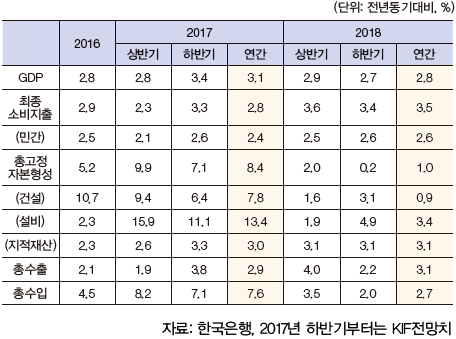 (단위: 전년동기대비, %)
2016 2017 2018
상반기 하반기 연간 상반기 하반기 연간
GDP 2.8 2.8 3.4 3.1 2.9 2.7 2.8
최종
소비지출 2.9 2.3 3.3 2.8 3.6 3.4 3.5
(민간) 2.5 2.1 2.6 2.4 2.5 2.6 2.6
총고정
자본형성 5.2 9.9 7.1 8.4 2.0 0.2 1.0
(건설) 10.7 9.4 6.4 7.8 1.6 3.1 0.9
(설비) 2.3 15.9 11.1 13.4 1.9 4.9 3.4
(지적재산) 2.3 2.6 3.3 3.0 3.1 3.1 3.1
총수출 2.1 1.9 3.8 2.9 4.0 2.2 3.1
총수입 4.5 8.2 7.1 7.6 3.5 2.0 2.7
자료: 한국은행, 2017년 하반기부터는 KIF전망치